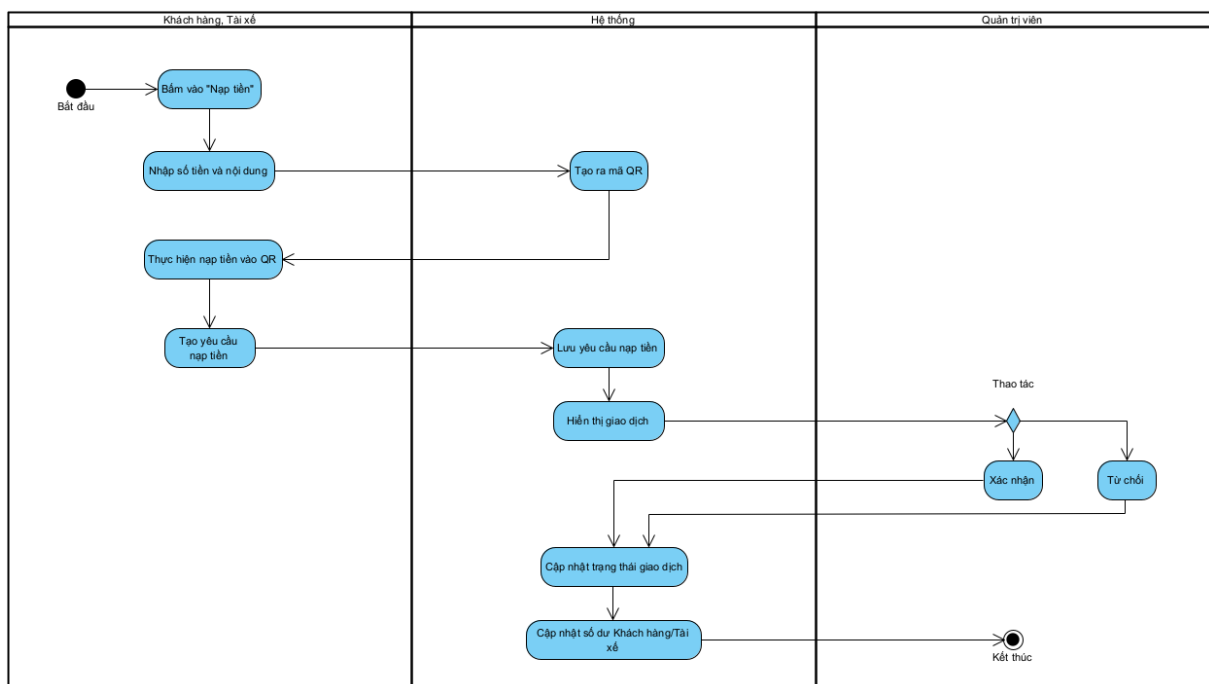 Khách hàng, Tài xế
Hệ thống
Quản trị viên
Bắt đầu
Bấm vào "Nạp tiền"
Nhập số tiền và nội dung
Tạo ra mã QR
Thực hiện nạp tiền vào QR
Tạo yêu cầu
nạp tiền
Lưu yêu cầu nạp tiền
Thao tác
Hiển thị giao dịch
Xác nhận
Từ chối
Cập nhật trạng thái giao dịch
Cập nhật số dư Khách hàng/Tài
xế
Kết thúc